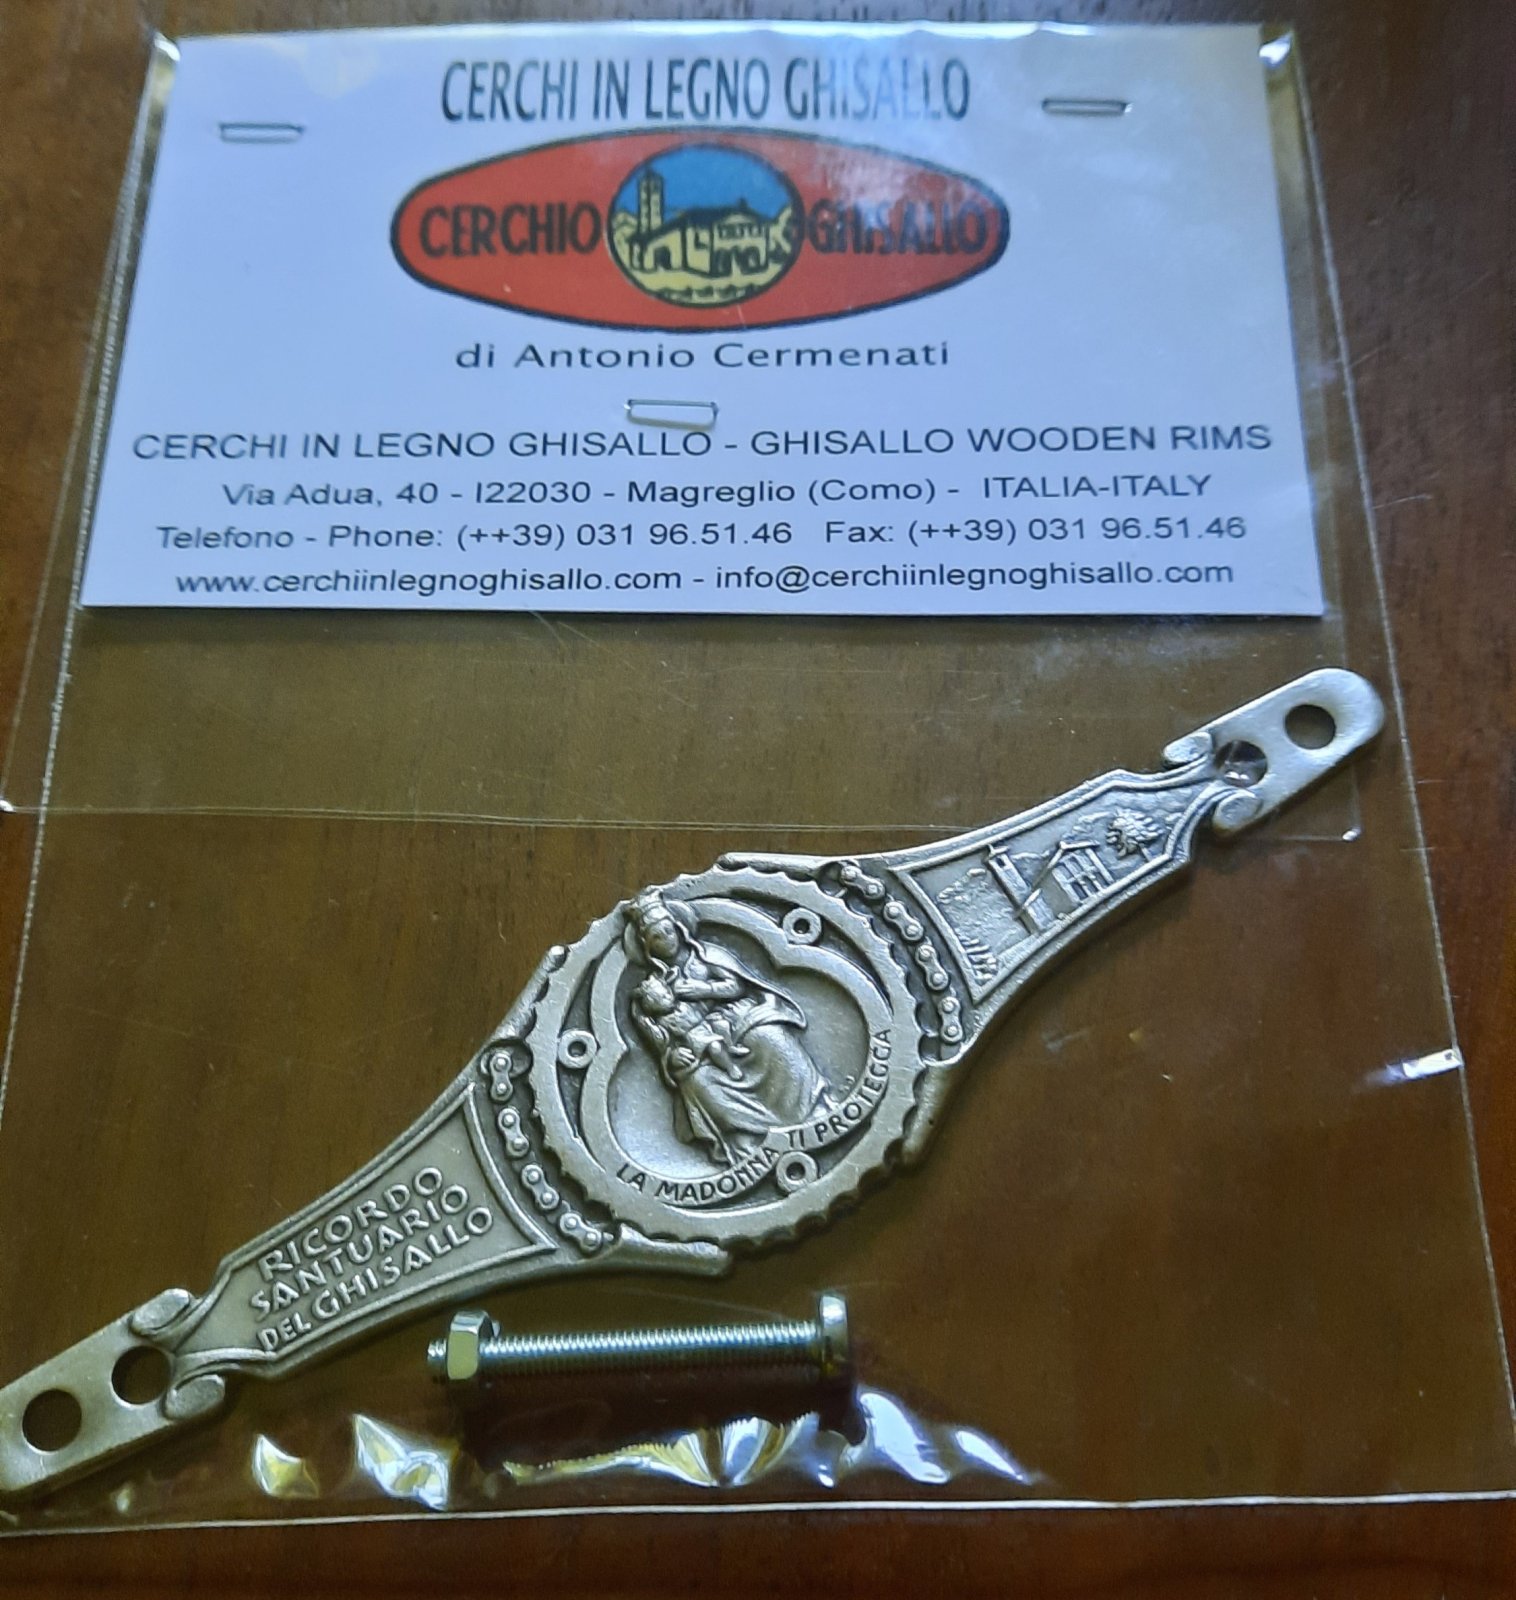 CERCHI IN LEGNO GHISALLO
CERCHIO GHISALLO
di Antonio Cermenati
CERCHI IN LEGNO GHISALLO - GHISALLO WOODEN RIMS
Via Adua, 40 - I22030 - Magreglio (Como) - ITALIA-ITALY
Telefono - Phone: (++39) 031 96.51.46 Fax: (++39) 031 96.51.46
www.cerchiinlegnoghisallo.com - info@cerchiinlegnoghisallo.com
LA MADONNA TI PROTEGGA
RICORDO
SANTUARIO
DEL GHISALLO